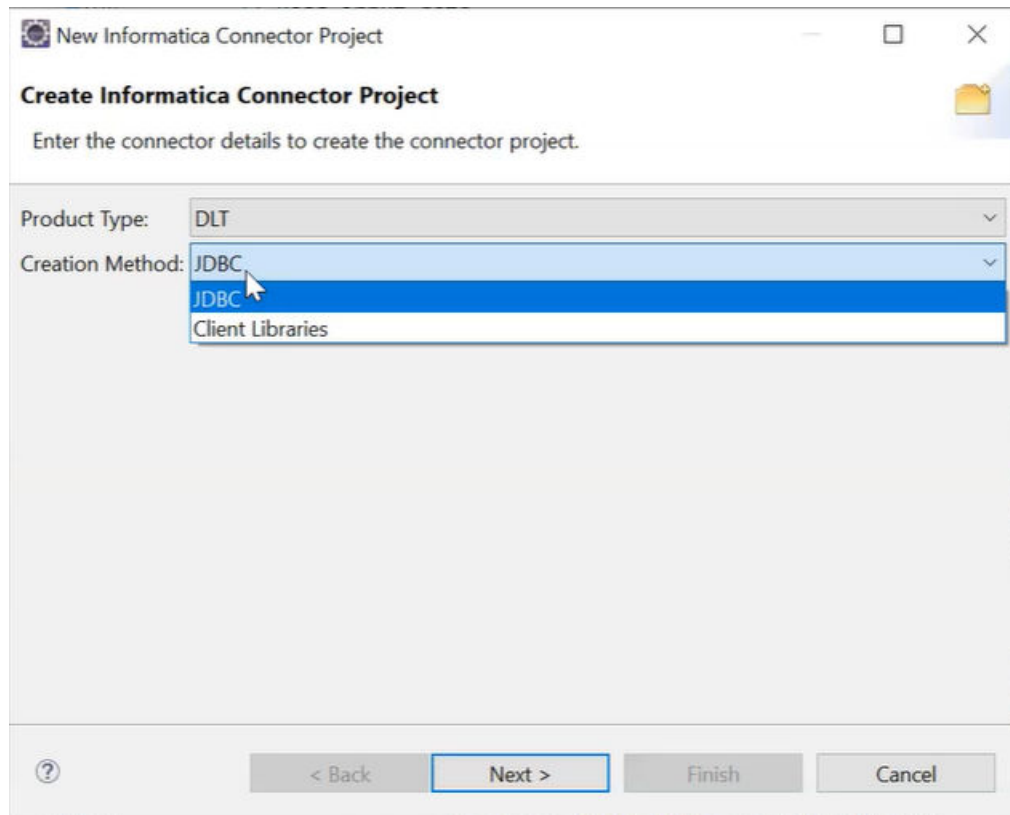 New Informatica Connector Project
Create Informatica Connector Project
Enter the connector details to create the connector project.
Product Type: DLT
Creation Method: JDBC
JDBC
Client Libraries
?
< Back Next > Finish Cancel